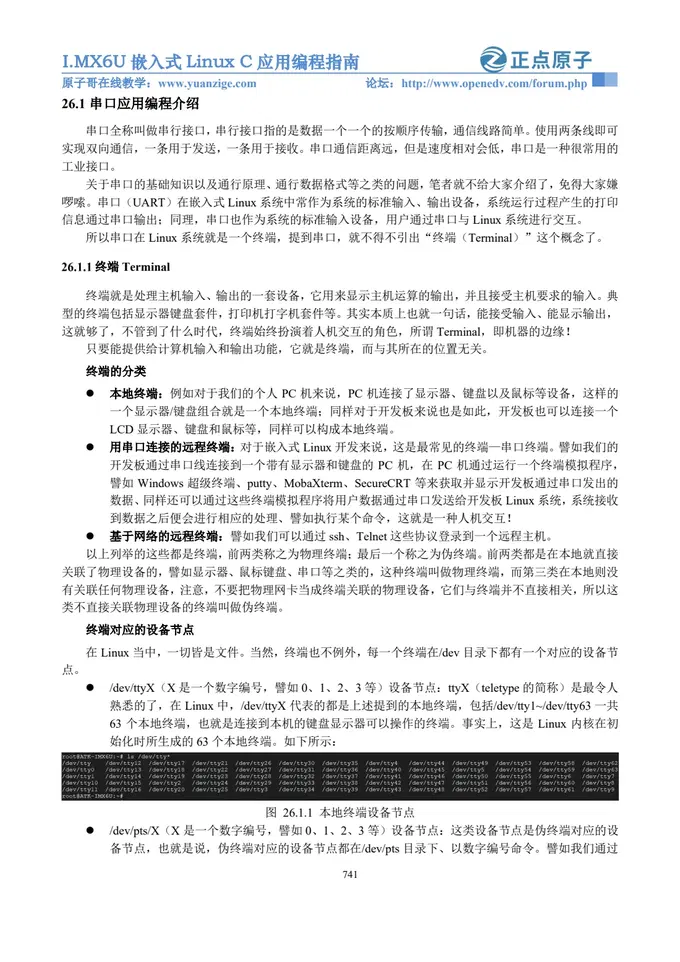 I.MX6U 嵌入式 Linux C 应用编程指南
正点原子
原子哥在线教学：www.yuanzige.com 论坛：http://www.openedv.com/forum.php
26.1 串口应用编程介绍
串口全称叫做串行接口，串行接口指的是数据一个一个的按顺序传输，通信线路简单。使用两条线即可
实现双向通信，一条用于发送，一条用于接收。串口通信距离远，但是速度相对会低，串口是一种很常用的
工业接口。
关于串口的基础知识以及通行原理、通行数据格式等之类的问题，笔者就不给大家介绍了，免得大家嫌
啰嗦。串口（UART）在嵌入式 Linux 系统中常作为系统的标准输入、输出设备，系统运行过程产生的打印
信息通过串口输出；同理，串口也作为系统的标准输入设备，用户通过串口与 Linux 系统进行交互。
所以串口在 Linux 系统就是一个终端，提到串口，就不得不引出“终端（Terminal）”这个概念了。
26.1.1 终端 Terminal
终端就是处理主机输入、输出的一套设备，它用来显示主机运算的输出，并且接受主机要求的输入。典
型的终端包括显示器键盘套件，打印机打字机套件等。其实本质上也就一句话，能接受输入、能显示输出，
这就够了，不管到了什么时代，终端始终扮演着人机交互的角色，所谓 Terminal，即机器的边缘！
只要能提供给计算机输入和输出功能，它就是终端，而与其所在的位置无关。
终端的分类
● 本地终端：例如对于我们的个人 PC 机来说，PC 机连接了显示器、键盘以及鼠标等设备，这样的
一个显示器/键盘组合就是一个本地终端；同样对于开发板来说也是如此，开发板也可以连接一个
LCD 显示器、键盘和鼠标等，同样可以构成本地终端。
● 用串口连接的远程终端：对于嵌入式 Linux 开发来说，这是最常见的终端—串口终端。譬如我们的
开发板通过串口线连接到一个带有显示器和键盘的 PC 机，在 PC 机通过运行一个终端模拟程序，
譬如 Windows 超级终端、putty、MobaXterm、SecureCRT 等来获取并显示开发板通过串口发出的
数据、同样还可以通过这些终端模拟程序将用户数据通过串口发送给开发板 Linux 系统，系统接收
到数据之后便会进行相应的处理、譬如执行某个命令，这就是一种人机交互！
● 基于网络的远程终端：譬如我们可以通过 ssh、Telnet 这些协议登录到一个远程主机。
以上列举的这些都是终端，前两类称之为物理终端；最后一个称之为伪终端。前两类都是在本地就直接
关联了物理设备的，譬如显示器、鼠标键盘、串口等之类的，这种终端叫做物理终端，而第三类在本地则没
有关联任何物理设备，注意，不要把物理网卡当成终端关联的物理设备，它们与终端并不直接相关，所以这
类不直接关联物理设备的终端叫做伪终端。
终端对应的设备节点
在 Linux 当中，一切皆是文件。当然，终端也不例外，每一个终端在/dev 目录下都有一个对应的设备节
点。
● /dev/ttyX（X 是一个数字编号，譬如 0、1、2、3 等）设备节点：ttyX（teletype 的简称）是最令人
熟悉的了，在 Linux 中，/dev/ttyX 代表的都是上述提到的本地终端，包括/dev/tty1~/dev/tty63 一共
63 个本地终端，也就是连接到本机的键盘显示器可以操作的终端。事实上，这是 Linux 内核在初
始化时所生成的 63 个本地终端。如下所示：
root@ATK-IMX6U:~# ls /dev/tty*
图 26.1.1 本地终端设备节点
● /dev/pts/X（X 是一个数字编号，譬如 0、1、2、3 等）设备节点：这类设备节点是伪终端对应的设
备节点，也就是说，伪终端对应的设备节点都在/dev/pts 目录下、以数字编号命令。譬如我们通过
741